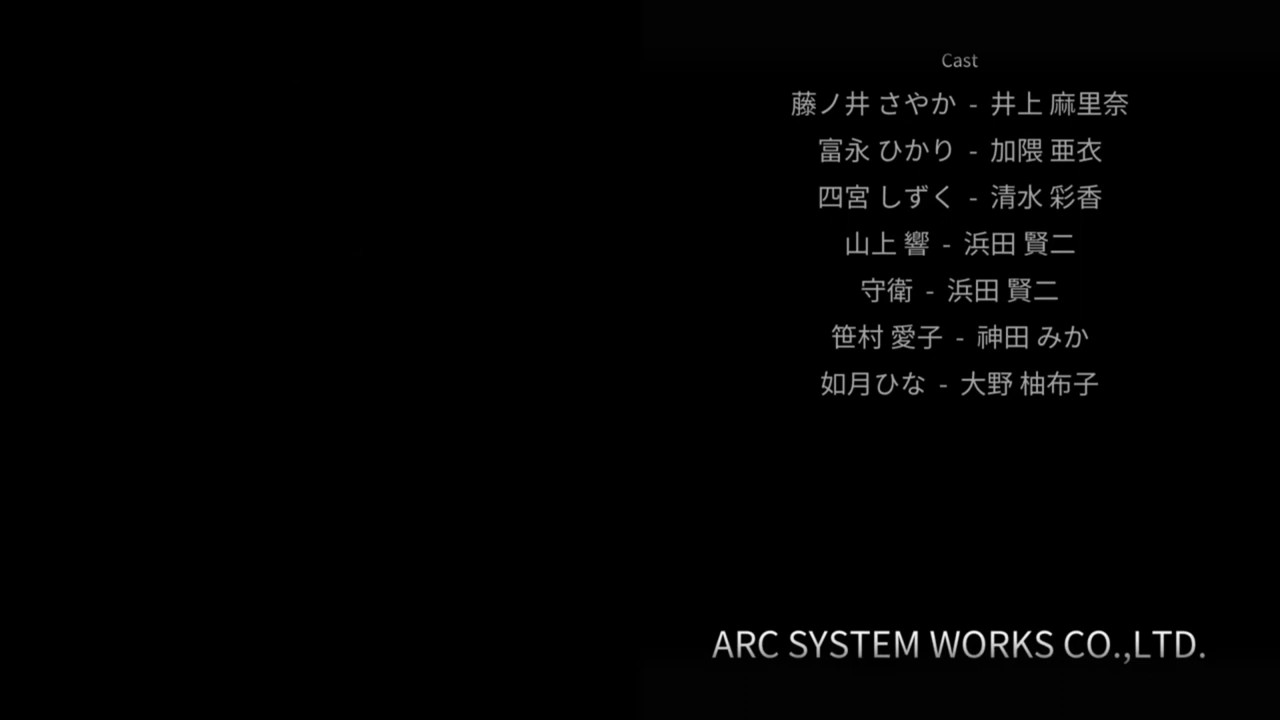 Cast
藤ノ井 さやか - 井上 麻里奈
富永 ひかり - 加隈 亜衣
四宮 しずく - 清水 彩香
山上 響 - 浜田 賢二
守衛 - 浜田 賢二
笹村 愛子 - 神田 みか
如月ひな - 大野 柚布子
ARC SYSTEM WORKS CO.,LTD.